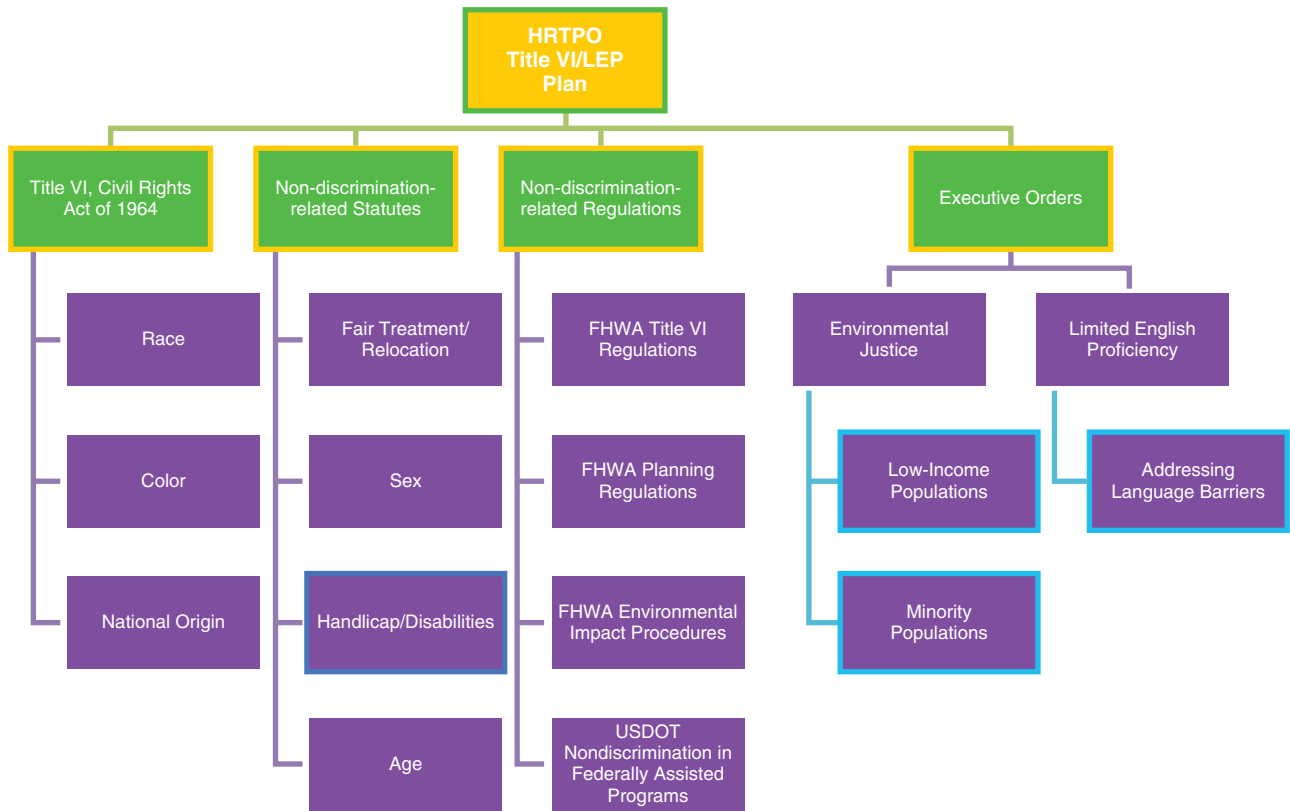 HRTPO
Title VI/LEP
Plan
Title VI, Civil Rights
Act of 1964
Non-discrimination-
related Statutes
Non-discrimination-
related Regulations
Executive Orders
Race
Color
National Origin
Fair Treatment/
Relocation
Sex
Handicap/Disabilities
Age
FHWA Title VI
Regulations
FHWA Planning
Regulations
FHWA Environmental
Impact Procedures
USDOT
Nondiscrimination in
Federally Assisted
Programs
Environmental
Justice
Low-Income
Populations
Minority
Populations
Limited English
Proficiency
Addressing
Language Barriers